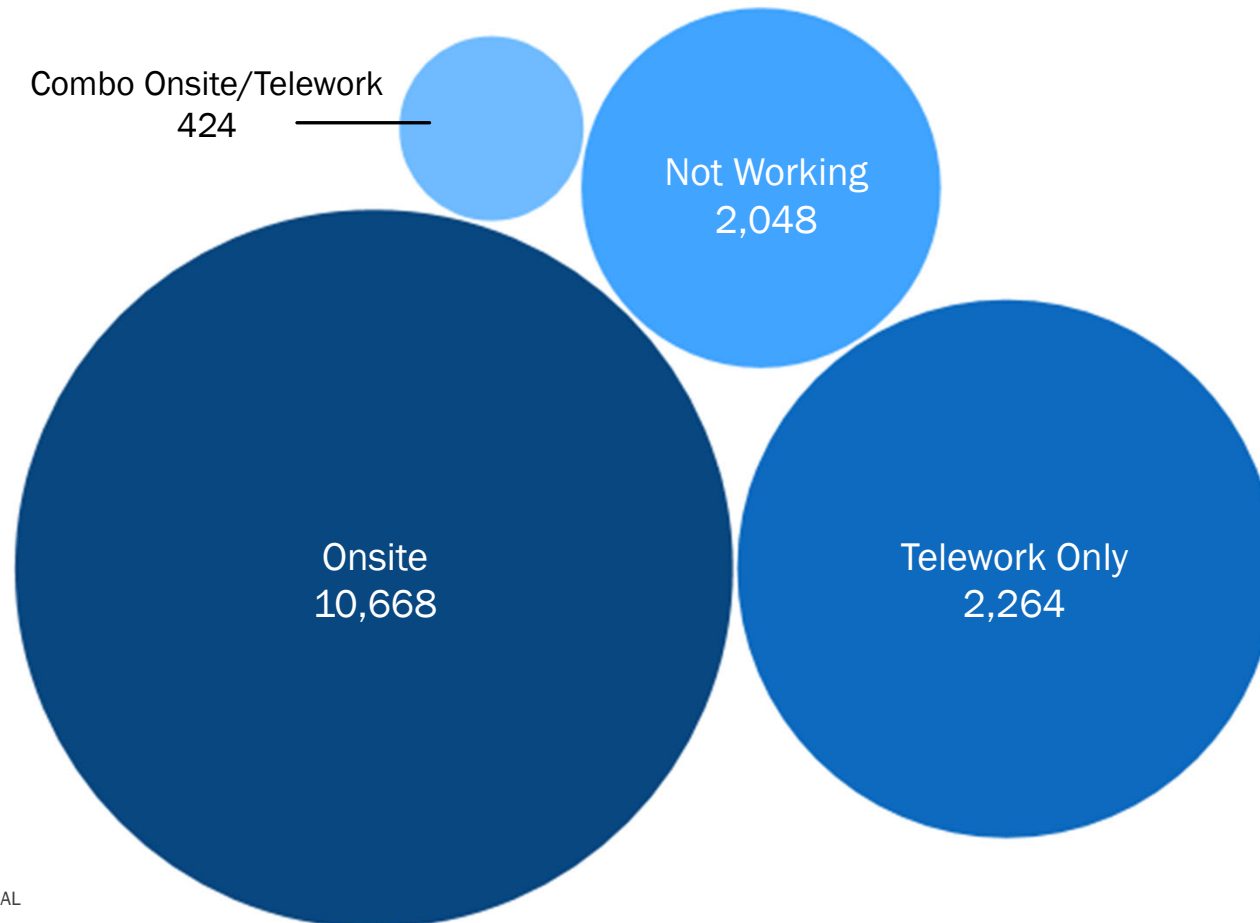 Combo Onsite/Telework
424
Not Working
2,048
Onsite
10,668
Telework Only
2,264
AL